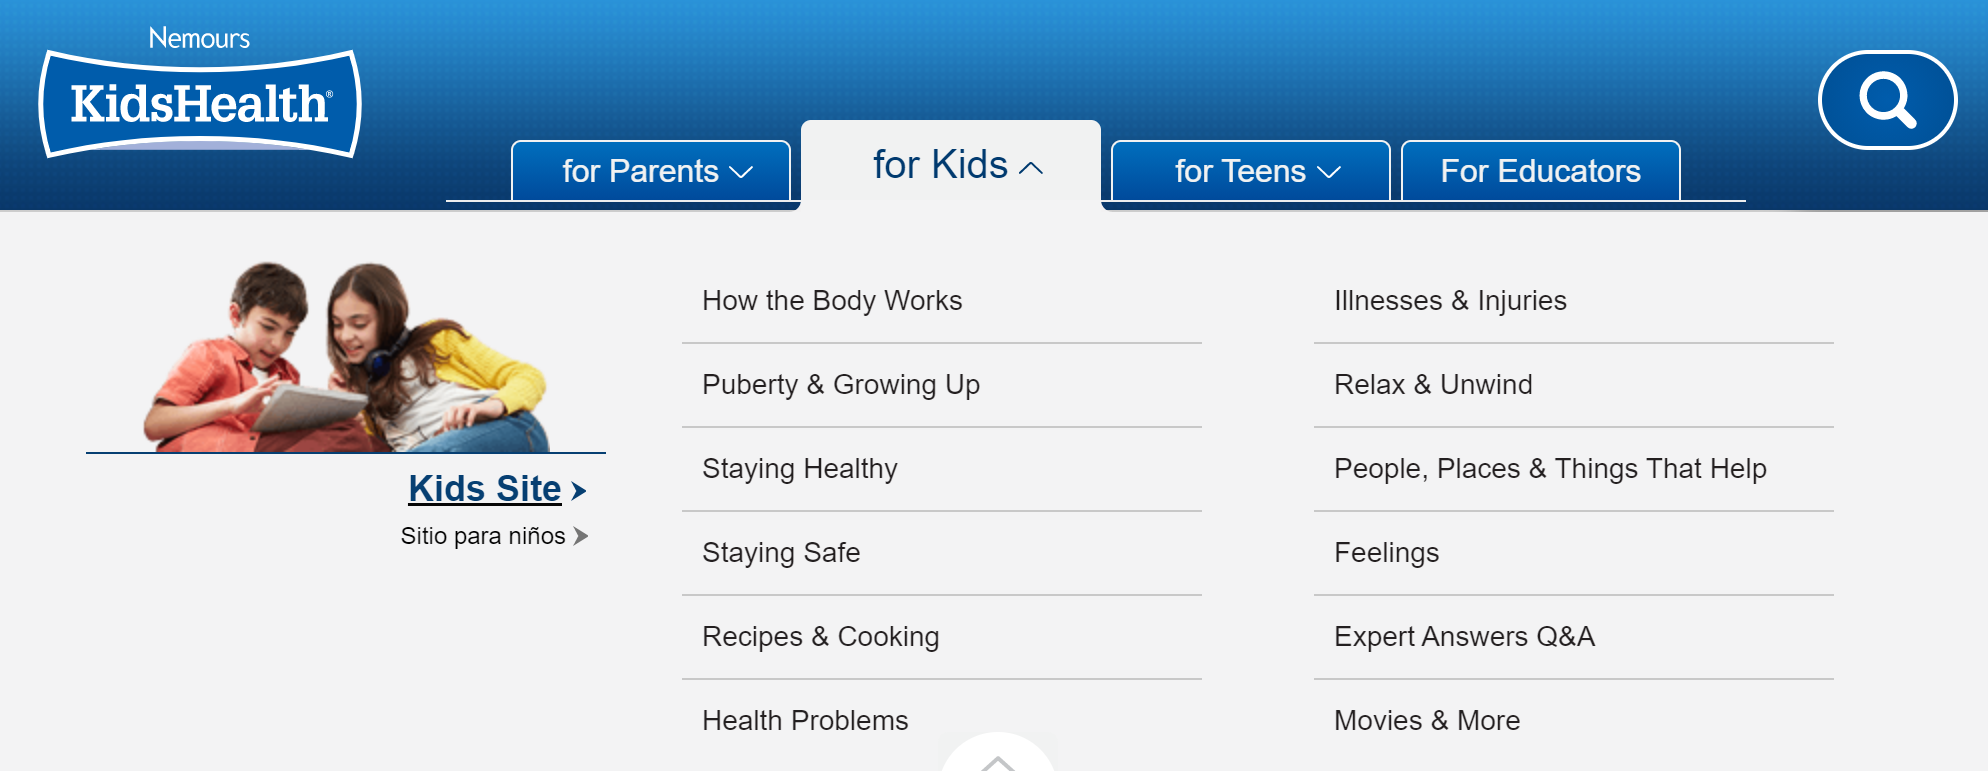 Nemours
KidsHealth®
for Parents
for Kids
for Teens
For Educators
Kids Site
Sitio para niños
How the Body Works
Puberty & Growing Up
Staying Healthy
Staying Safe
Recipes & Cooking
Health Problems
Illnesses & Injuries
Relax & Unwind
People, Places & Things That Help
Feelings
Expert Answers Q&A
Movies & More